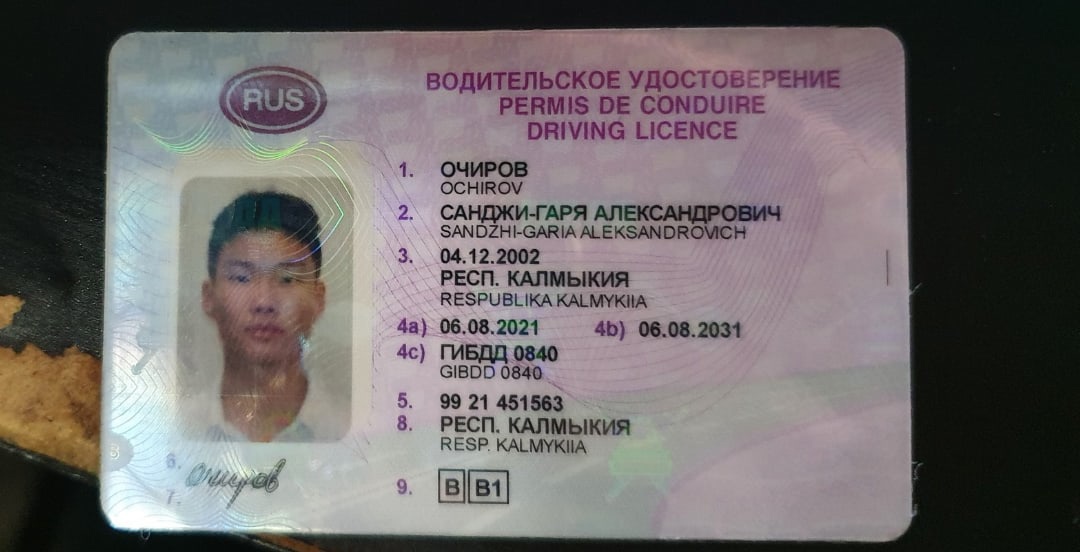 RUS
ВОДИТЕЛЬСКОЕ УДОСТОВЕРЕНИЕ
PERMIS DE CONDUIRE
DRIVING LICENCE
1. ОЧИРОВ
OCHIROV
2. САНДЖИ-ГАРЯ АЛЕКСАНДРОВИЧ
SANDZHI-GARIA ALEKSANDROVICH
3. 04.12.2002
РЕСП. КАЛМЫКИЯ
RESPUBLIKA KALMYKIIA
4a) 06.08.2021 4b) 06.08.2031
4c) ГИБДД 0840
GIBDD 0840
5. 99 21 451563
8. РЕСП. КАЛМЫКИЯ
RESP. KALMYKIIA
9. B B1
6. Очиров
7.